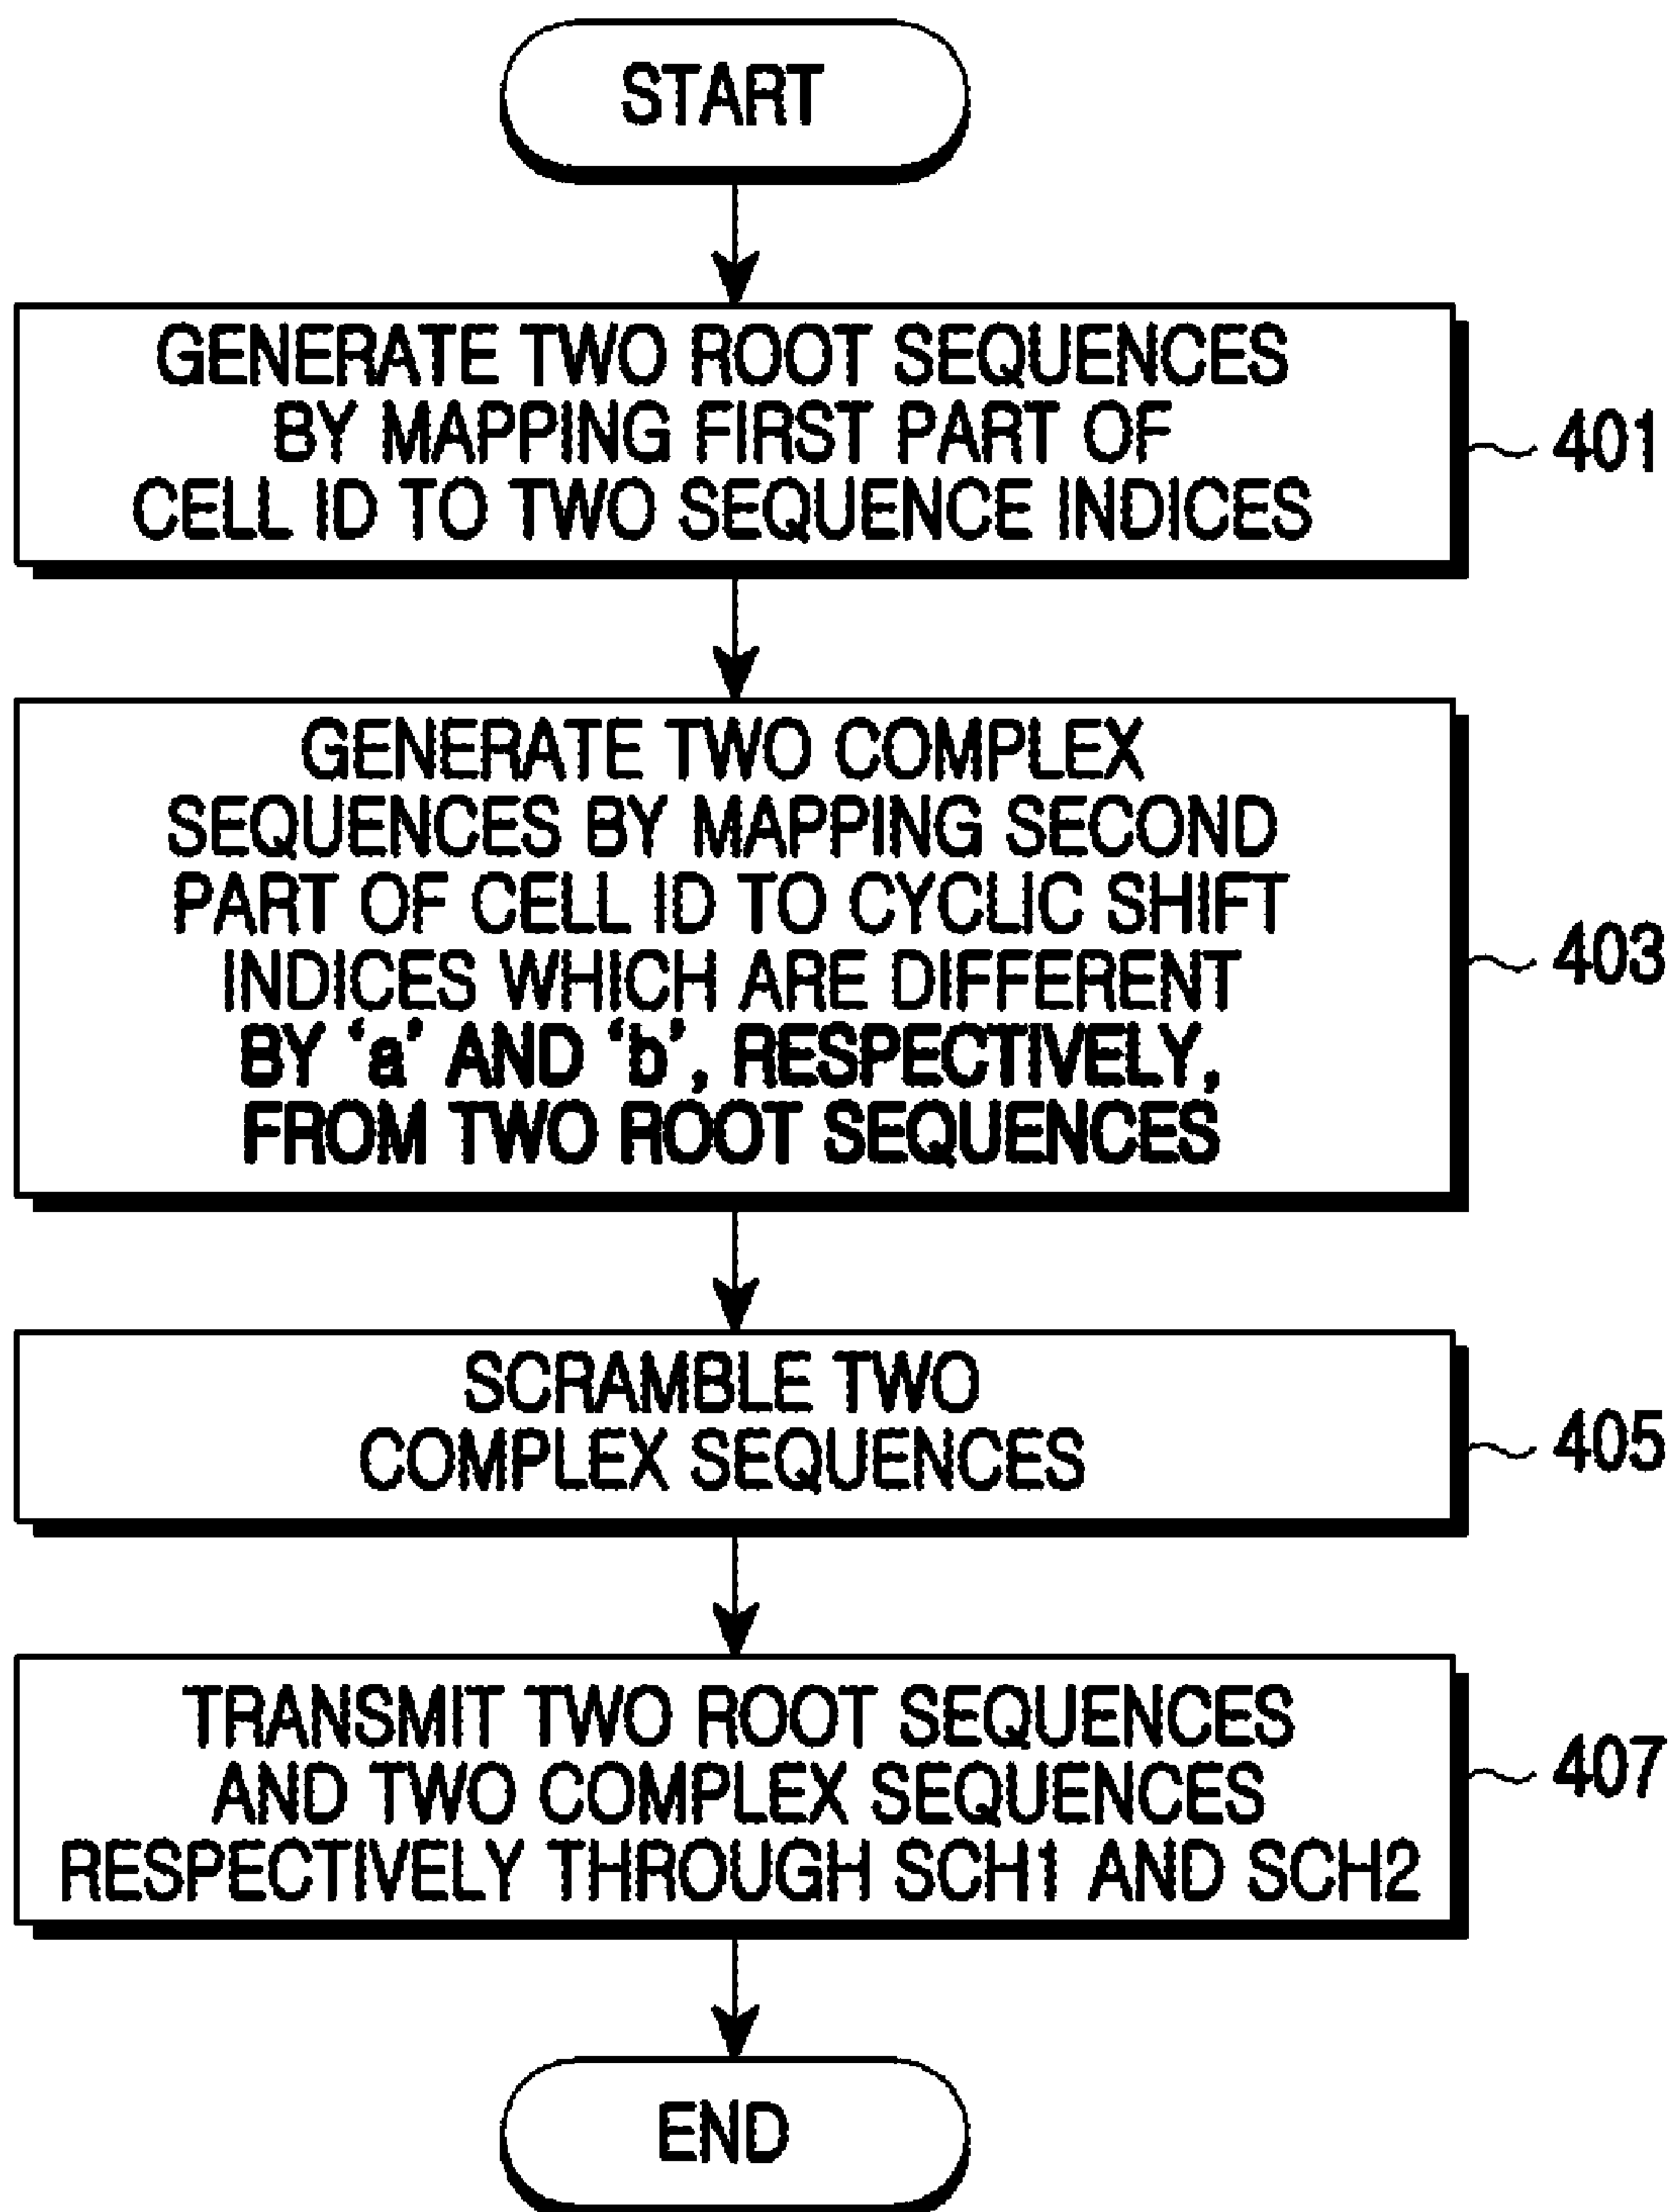 START
GENERATE TWO ROOT SEQUENCES
BY MAPPING FIRST PART OF
CELL ID TO TWO SEQUENCE INDICES
401
GENERATE TWO COMPLEX
SEQUENCES BY MAPPING SECOND
PART OF CELL ID TO CYCLIC SHIFT
INDICES WHICH ARE DIFFERENT
BY ‘a’ AND ‘b’, RESPECTIVELY,
FROM TWO ROOT SEQUENCES
403
SCRAMBLE TWO
COMPLEX SEQUENCES
405
TRANSMIT TWO ROOT SEQUENCES
AND TWO COMPLEX SEQUENCES
RESPECTIVELY THROUGH SCH1 AND SCH2
407
END